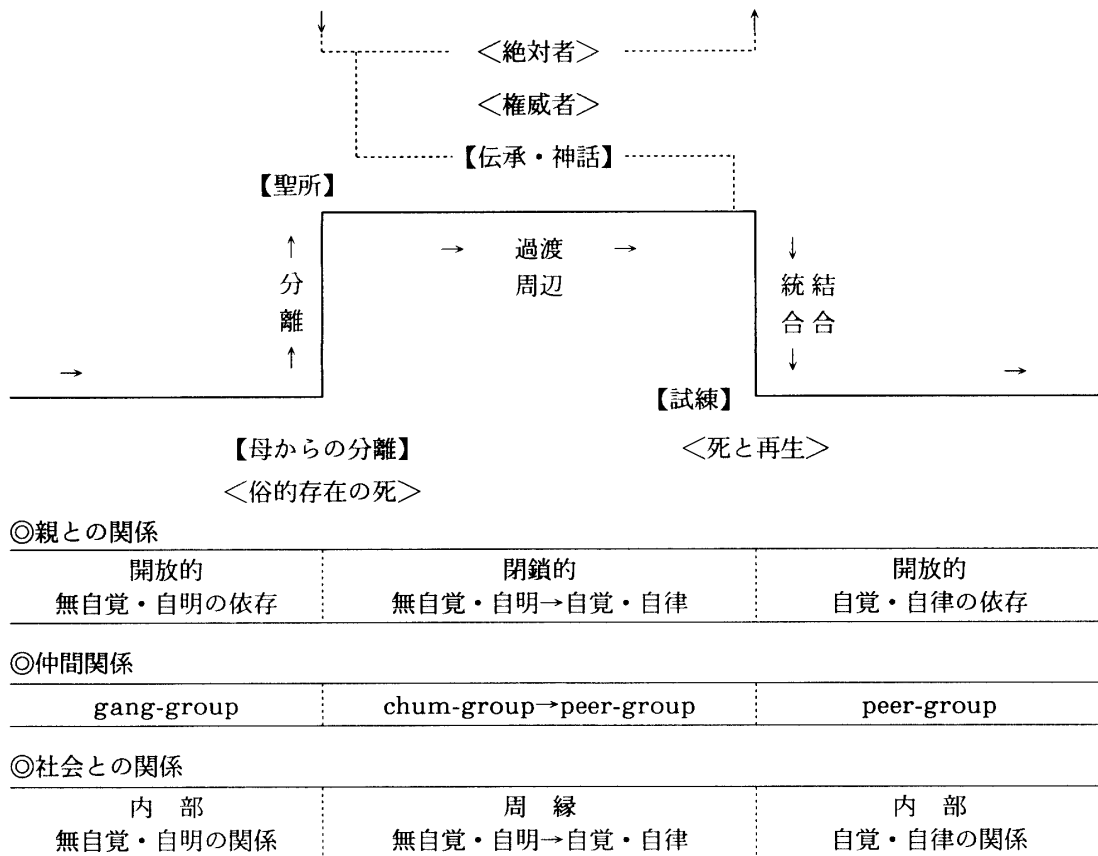 ＜絶対者＞
＜権威者＞
【伝承・神話】
【聖所】
↑ 分離 ↑
→ 過渡 →
周辺
↓ 統合 結合 ↓
→
→
【試練】
【母からの分離】
＜死と再生＞
＜俗的存在の死＞
◎親との関係
開放的 閉鎖的 開放的
無自覚・自明の依存 無自覚・自明→自覚・自律 自覚・自律の依存
◎仲間関係
gang-group chum-group→peer-group peer-group
◎社会との関係
内 部 周 縁 内 部
無自覚・自明の関係 無自覚・自明→自覚・自律 自覚・自律の関係